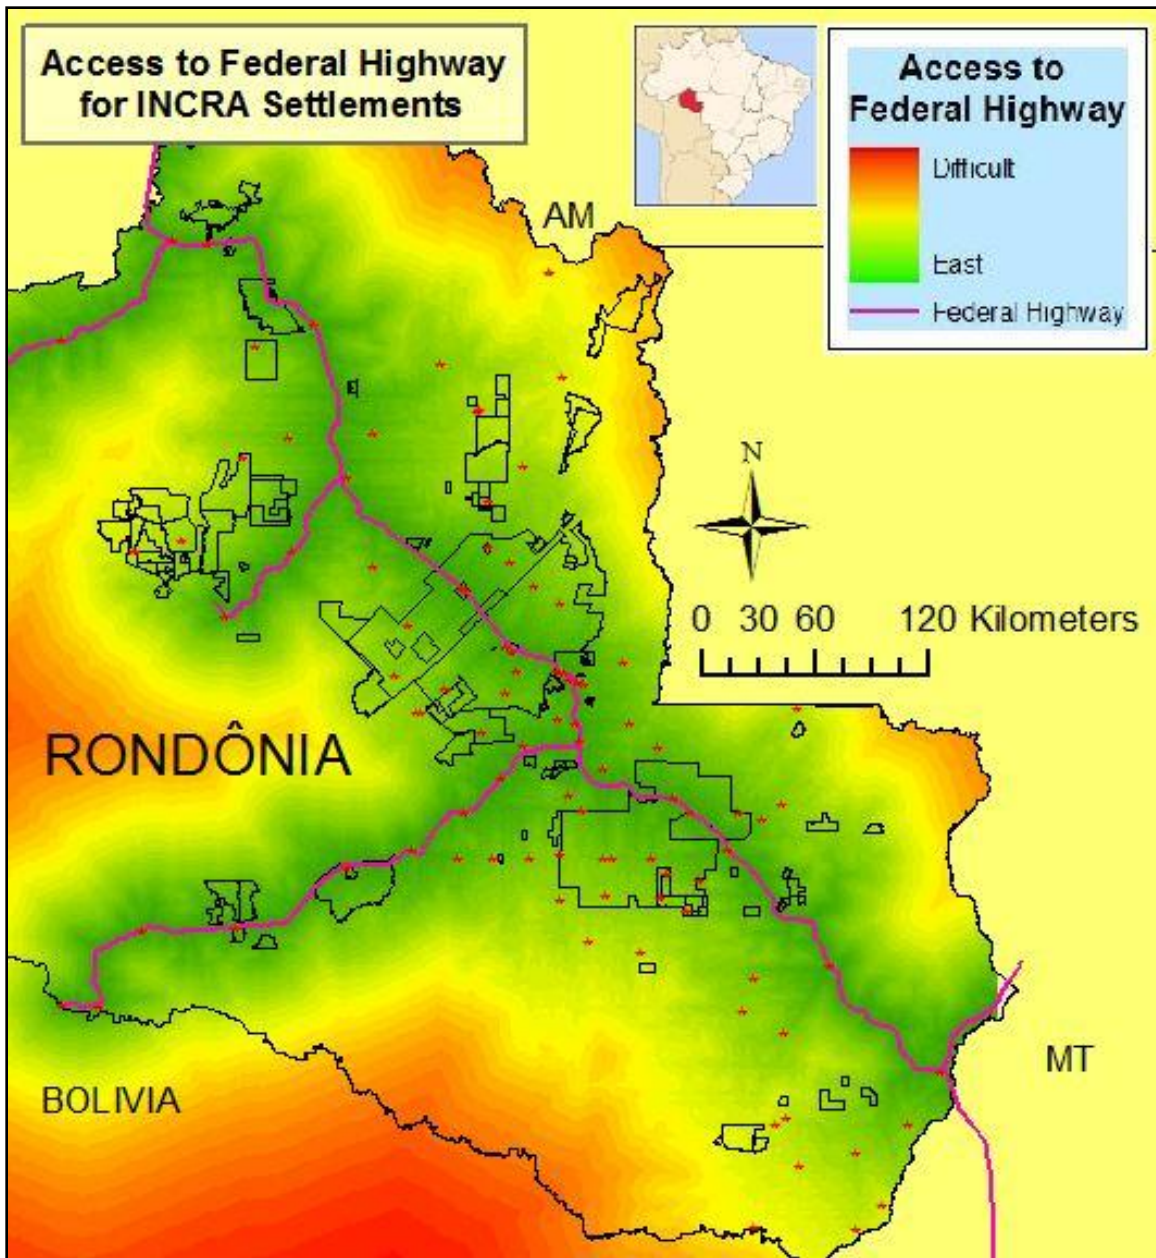 Access to Federal Highway
for INCRA Settlements
Access to
Federal Highway
Difficult
East
Federal Highway
AM
N
0 30 60 120 Kilometers
RONDÔNIA
MT
BOLIVIA